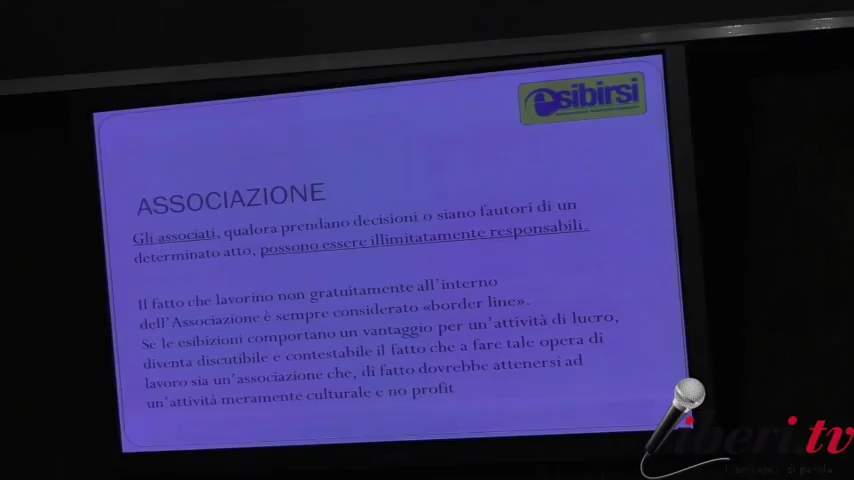 esibirsi
ASSOCIAZIONE
Gli associati, qualora prendano decisioni o siano fautori di un
determinato atto, possono essere illimitatamente responsabili.
Il fatto che lavorino non gratuitamente all'interno
dell'Associazione è sempre considerato «border line».
Se le esibizioni comportano un vantaggio per un'attività di lucro,
diventa discutibile e contestabile il fatto che a fare tale opera di
lavoro sia un'associazione che, di fatto dovrebbe attenersi ad
un'attività meramente culturale e no profit
liberi.tv